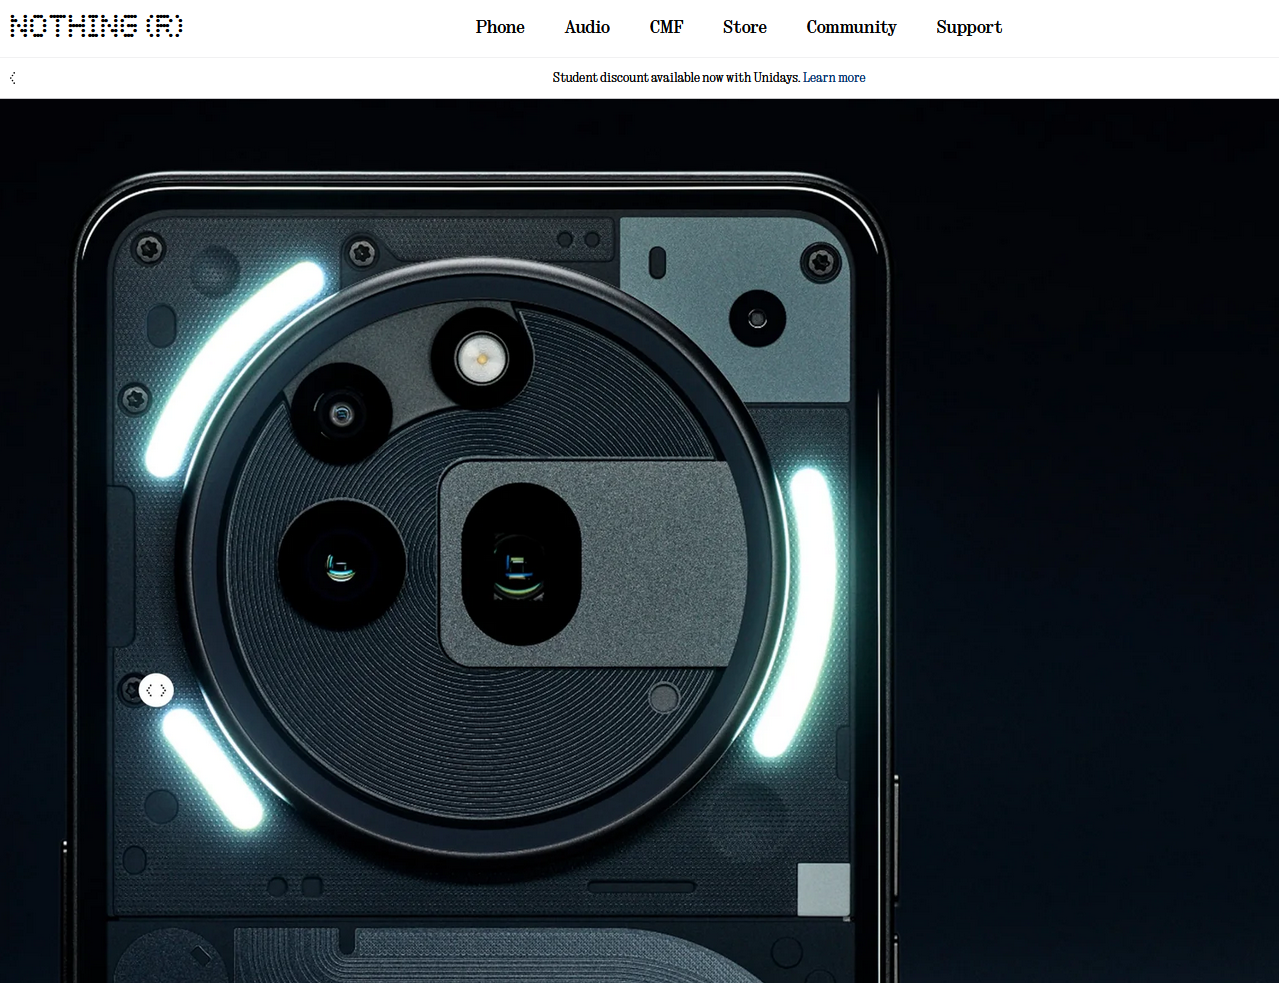 NOTHING (R)
Phone Audio CMF Store Community Support
Student discount available now with Unidays. Learn more